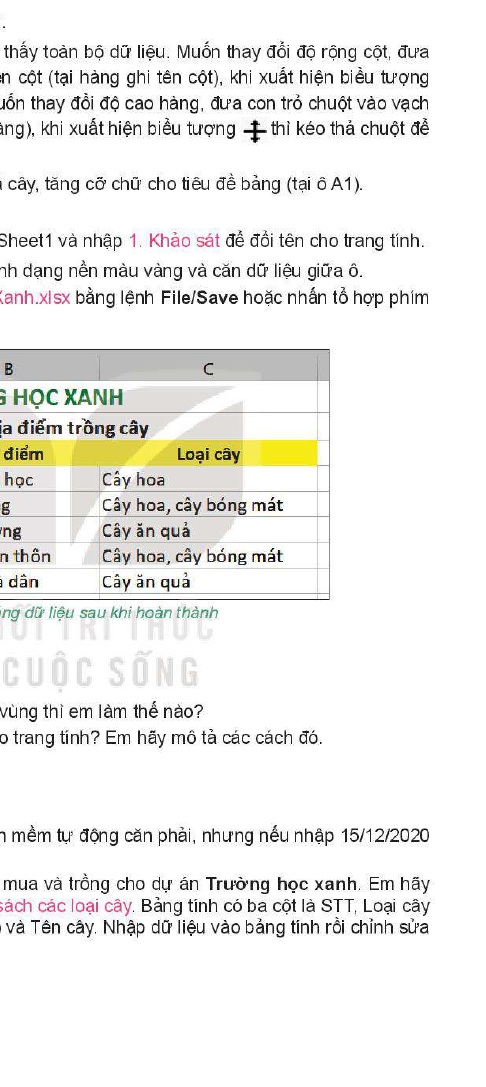 .
thấy toàn bộ dữ liệu. Muốn thay đổi độ rộng cột, đưa
cột (tại hàng ghi tên cột), khi xuất hiện biểu tượng
thay đổi độ cao hàng, đưa con trỏ chuột vào vạch
khi xuất hiện biểu tượng thì kéo thả chuột để
cây, tăng cỡ chữ cho tiêu đề bảng (tại ô A1).
Sheet1 và nhập 1. Khảo sát để đổi tên cho trang tính.
dạng nền màu vàng và căn dữ liệu giữa ô.
Xanh.xlsx bằng lệnh File/Save hoặc nhấn tổ hợp phím
B C
HỌC XANH
địa điểm trồng cây
điểm Loại cây
học Cây hoa
Cây hoa, cây bóng mát
Cây ăn quả
thôn Cây hoa, cây bóng mát
dân Cây ăn quả
dữ liệu sau khi hoàn thành
NỐI TRI THỨC
CUỘC SỐNG
vùng thì em làm thế nào?
trang tính? Em hãy mô tả các cách đó.
mềm tự động căn phải, nhưng nếu nhập 15/12/2020
mua và trồng cho dự án Trường học xanh. Em hãy
sách các loại cây. Bảng tính có ba cột là STT, Loại cây
và Tên cây. Nhập dữ liệu vào bảng tính rồi chỉnh sửa